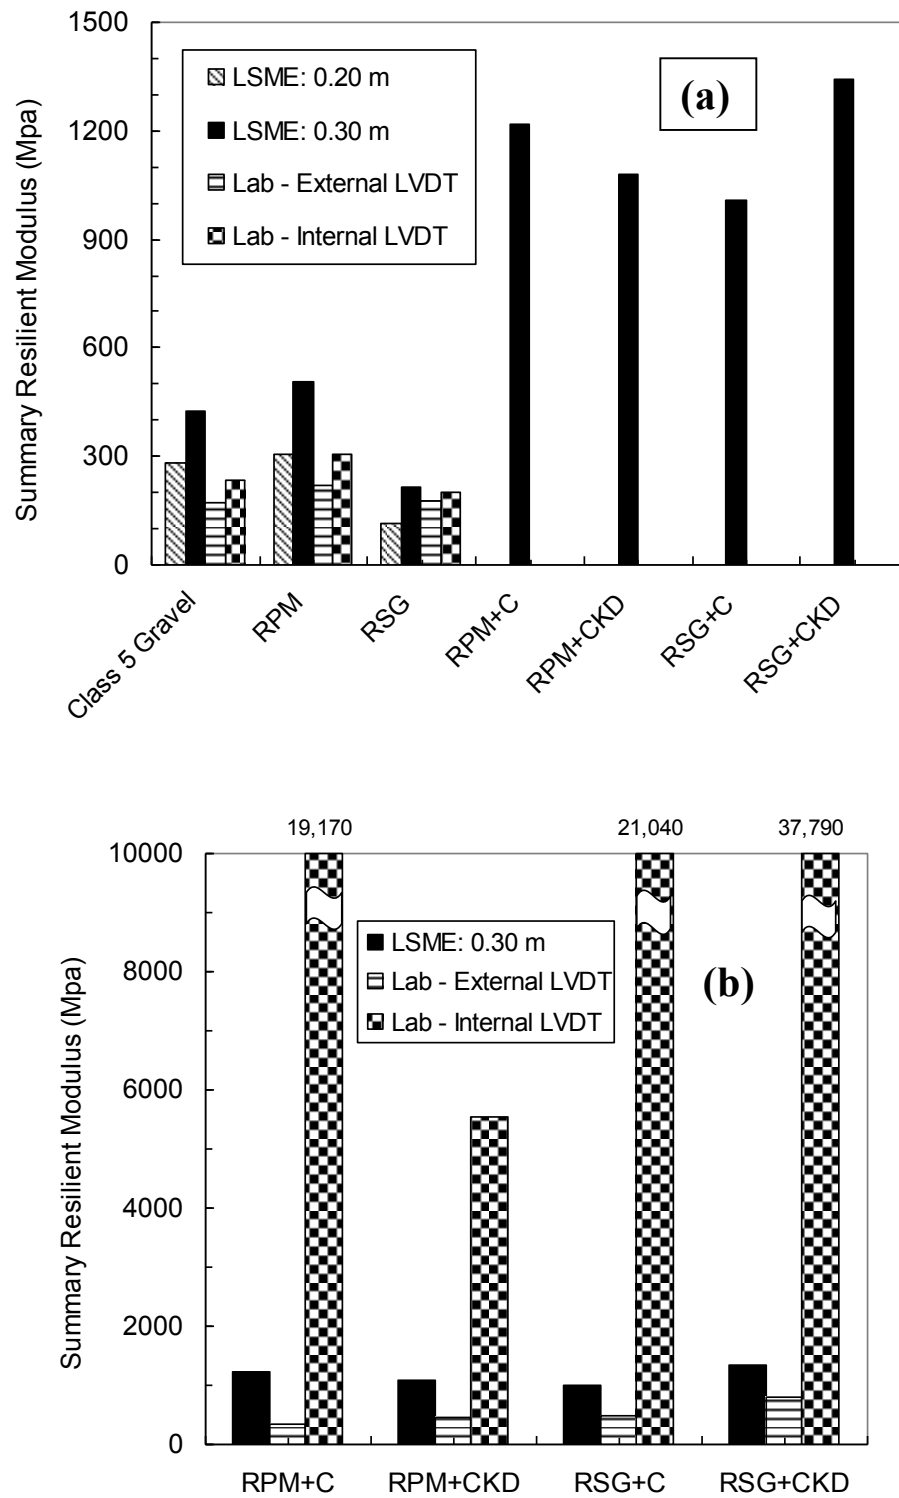 1500
1200
900
600
300
0
Summary Resilient Modulus (Mpa)
LSME: 0.20 m
LSME: 0.30 m
Lab - External LVDT
Lab - Internal LVDT
(a)
Class 5 Gravel
RPM
RSG
RPM+C
RPM+CKD
RSG+C
RSG+CKD
19,170
21,040
37,790
10000
8000
6000
4000
2000
0
Summary Resilient Modulus (Mpa)
LSME: 0.30 m
Lab - External LVDT
Lab - Internal LVDT
(b)
RPM+C
RPM+CKD
RSG+C
RSG+CKD